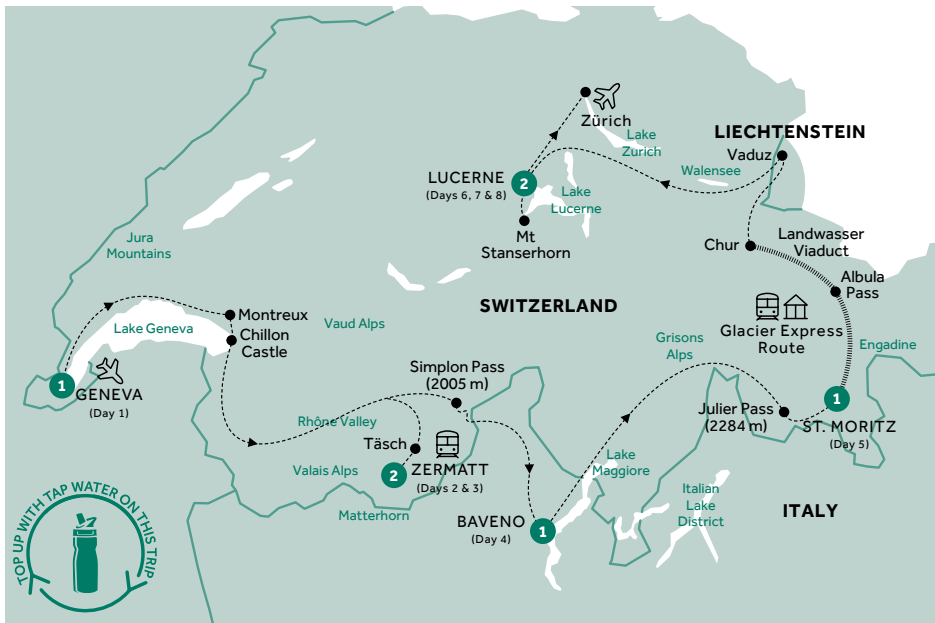 Zürich
Lake
Zurich
LIECHTENSTEIN
Vaduz
Walensee
LUCERNE
(Days 6, 7 & 8)
2
Lake
Lucerne
Mt
Stanserhorn
Chur
Landwasser
Viaduct
Albula
Pass
Jura
Mountains
SWITZERLAND
Glacier Express
Route
Montreux
Chillon
Castle
Lake Geneva
Vaud Alps
Grisons
Alps
Engadine
1
GENEVA
(Day 1)
Simplon Pass
(2005 m)
Julier Pass
(2284 m)
1
ST. MORITZ
(Day 5)
Rhône Valley
Täsch
Valais Alps
2
ZERMATT
(Days 2 & 3)
Matterhorn
Lake
Maggiore
Italian
Lake
District
ITALY
BAVENO
(Day 4)
1
TOP UP WITH TAP WATER ON THIS TRIP